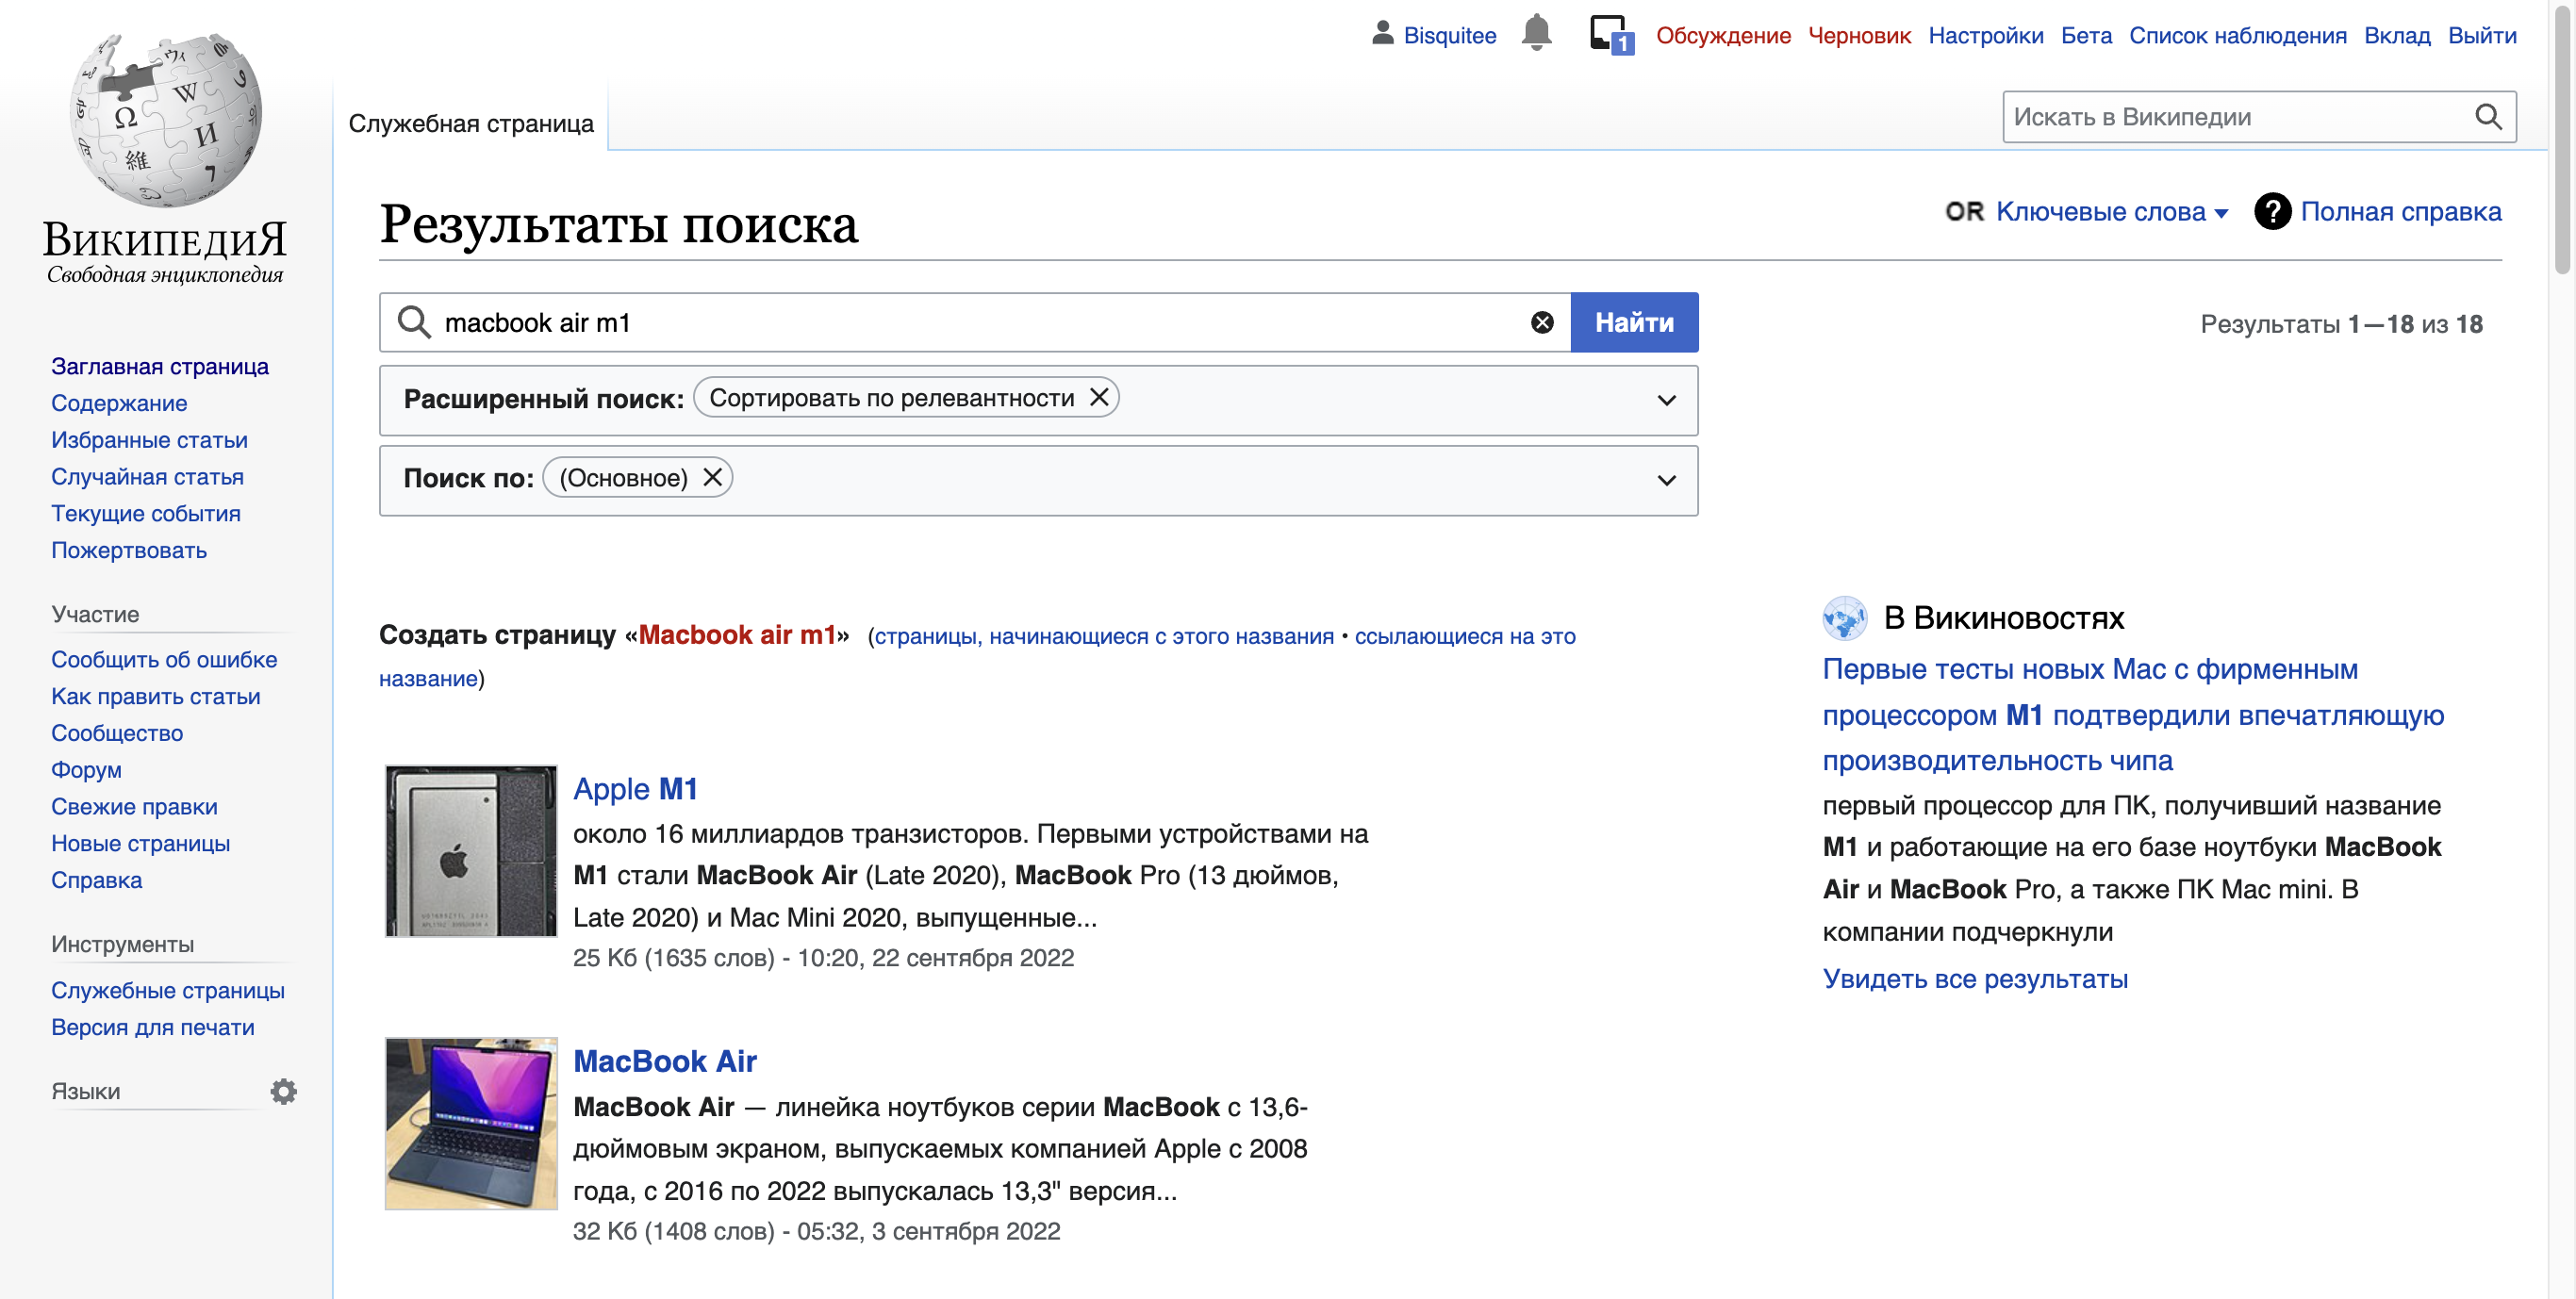 Bisquitee
1
Обсуждение
Черновик
Настройки
Бета
Список наблюдения
Вклад
Выйти
Ω
W
И
維
ВИКИПЕДИЯ
Свободная энциклопедия
Служебная страница
Искать в Википедии
Результаты поиска
OR Ключевые слова
? Полная справка
macbook air m1
Найти
Результаты 1—18 из 18
Расширенный поиск: Сортировать по релевантности
Поиск по: (Основное)
Заглавная страница
Содержание
Избранные статьи
Случайная статья
Текущие события
Пожертвовать
Участие
Сообщить об ошибке
Как править статьи
Сообщество
Форум
Свежие правки
Новые страницы
Справка
Инструменты
Служебные страницы
Версия для печати
Языки
Создать страницу «Macbook air m1» (страницы, начинающиеся с этого названия • ссылающиеся на это
название)
Apple M1
около 16 миллиардов транзисторов. Первыми устройствами на
M1 стали MacBook Air (Late 2020), MacBook Pro (13 дюймов,
Late 2020) и Mac Mini 2020, выпущенные...
25 Кб (1635 слов) - 10:20, 22 сентября 2022
MacBook Air
MacBook Air — линейка ноутбуков серии MacBook с 13,6-
дюймовым экраном, выпускаемых компанией Apple с 2008
года, с 2016 по 2022 выпускалась 13,3" версия...
32 Кб (1408 слов) - 05:32, 3 сентября 2022
В Викиновостях
Первые тесты новых Mac с фирменным
процессором M1 подтвердили впечатляющую
производительность чипа
первый процессор для ПК, получивший название
M1 и работающие на его базе ноутбуки MacBook
Air и MacBook Pro, а также ПК Mac mini. В
компании подчеркнули
Увидеть все результаты